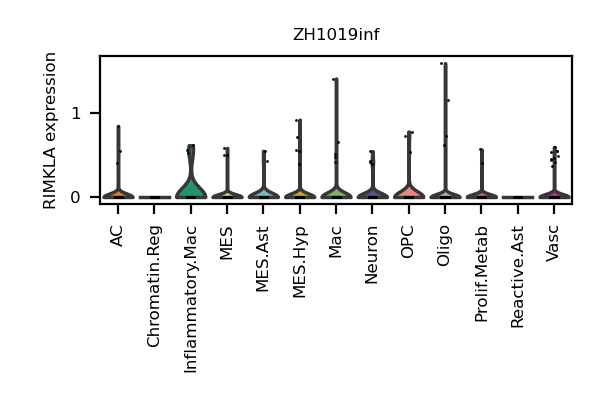 ZH1019inf
RIMKLA expression
1
0
AC
Chromatin.Reg
Inflammatory.Mac
MES
MES.Ast
MES.Hyp
Mac
Neuron
OPC
Oligo
Prolif.Metab
Reactive.Ast
Vasc